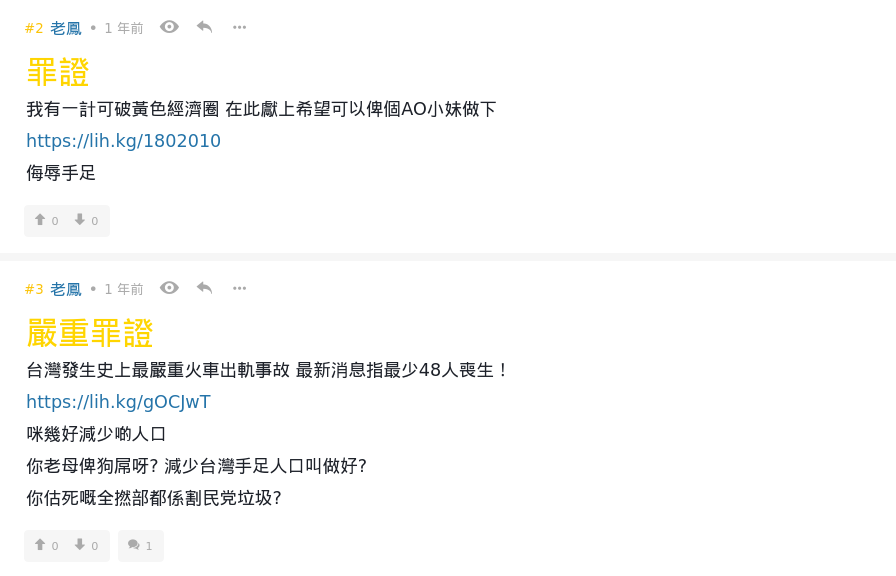 #2 老鳳 • 1 年前
罪證
我有一計可破黃色經濟圈 在此獻上希望可以俾個AO小妹做下
https://lih.kg/1802010
侮辱手足
0 0
#3 老鳳 • 1 年前
嚴重罪證
台灣發生史上最嚴重火車出軌事故 最新消息指最少48人喪生！
https://lih.kg/gOCJwT
咪幾好減少啲人口
你老母俾狗屌呀? 減少台灣手足人口叫做好?
你估死嘅全撚部都係割民党垃圾?
0 0 1